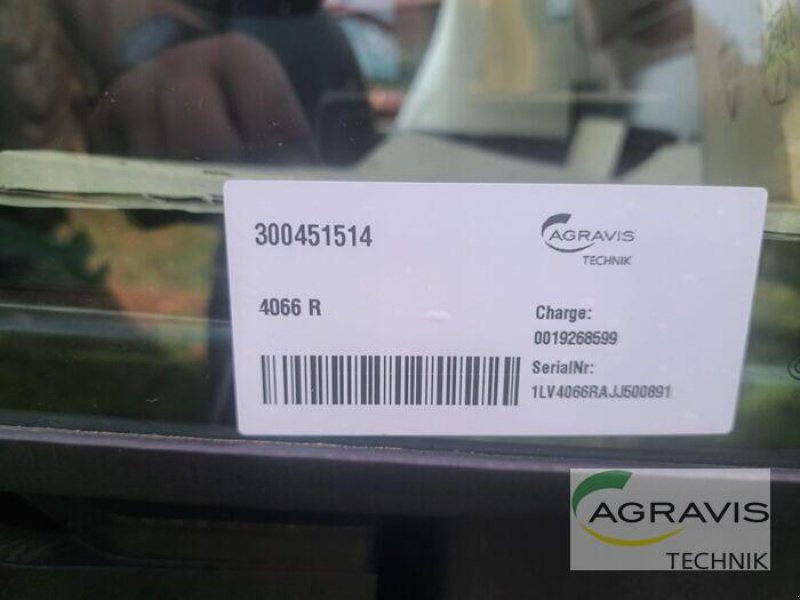 300451514
AGRAVIS
TECHNIK
4066 R
Charge:
0019268599
SerialNr:
1LV4066RAJJ500891
AGRAVIS
TECHNIK